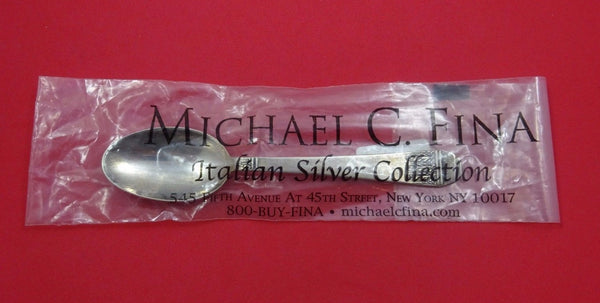 MICHAEL C. FINA
Italian Silver Collection
545 FIFTH AVENUE AT 45TH STREET, NEW YORK NY 10017
800-BUY-FINA • michaelcfina.com